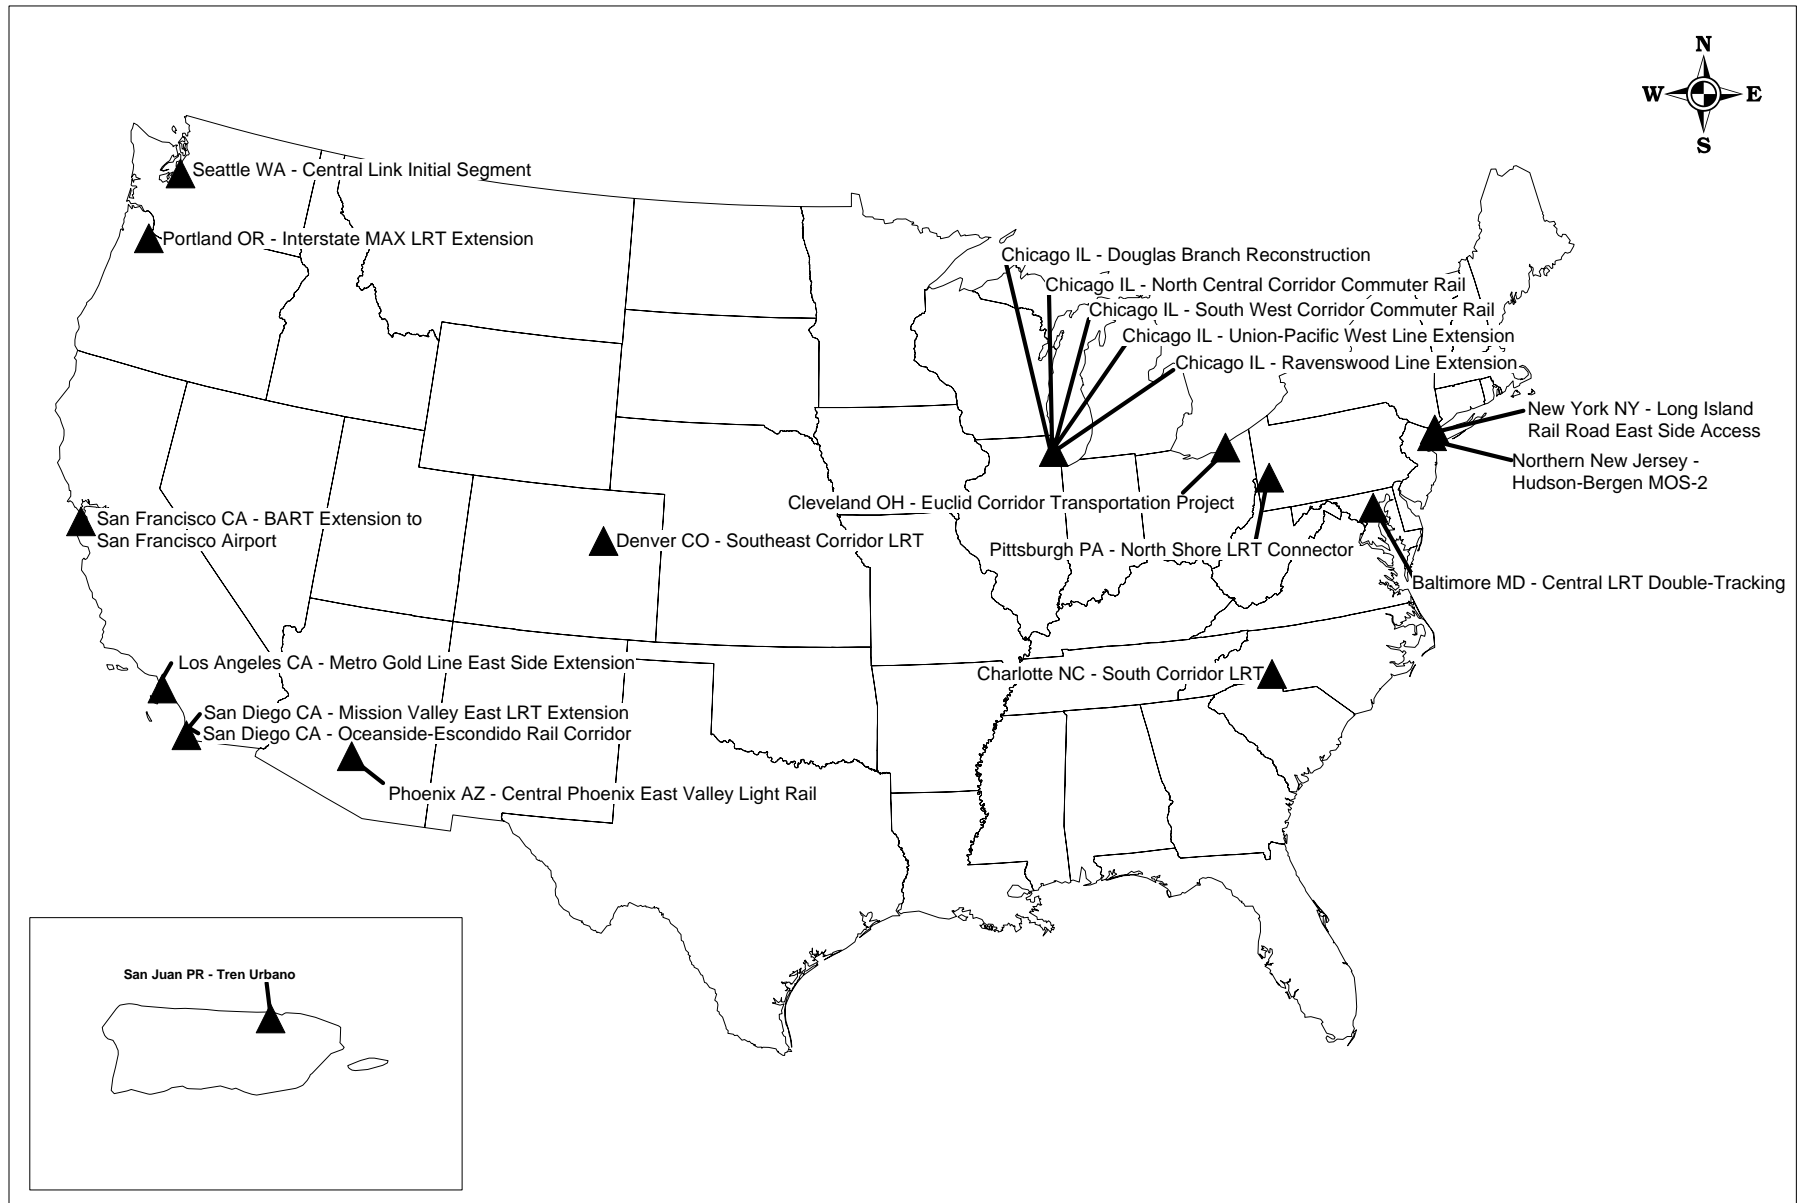 N
W E
S
Seattle WA - Central Link Initial Segment
Portland OR - Interstate MAX LRT Extension
Chicago IL - Douglas Branch Reconstruction
Chicago IL - North Central Corridor Commuter Rail
Chicago IL - South West Corridor Commuter Rail
Chicago IL - Union-Pacific West Line Extension
Chicago IL - Ravenswood Line Extension
New York NY - Long Island
Rail Road East Side Access
Northern New Jersey -
Hudson-Bergen MOS-2
Cleveland OH - Euclid Corridor Transportation Project
San Francisco CA - BART Extension to
San Francisco Airport
Denver CO - Southeast Corridor LRT
Pittsburgh PA - North Shore LRT Connector
Baltimore MD - Central LRT Double-Tracking
Los Angeles CA - Metro Gold Line East Side Extension
Charlotte NC - South Corridor LRT
San Diego CA - Mission Valley East LRT Extension
San Diego CA - Oceanside-Escondido Rail Corridor
Phoenix AZ - Central Phoenix East Valley Light Rail
San Juan PR - Tren Urbano